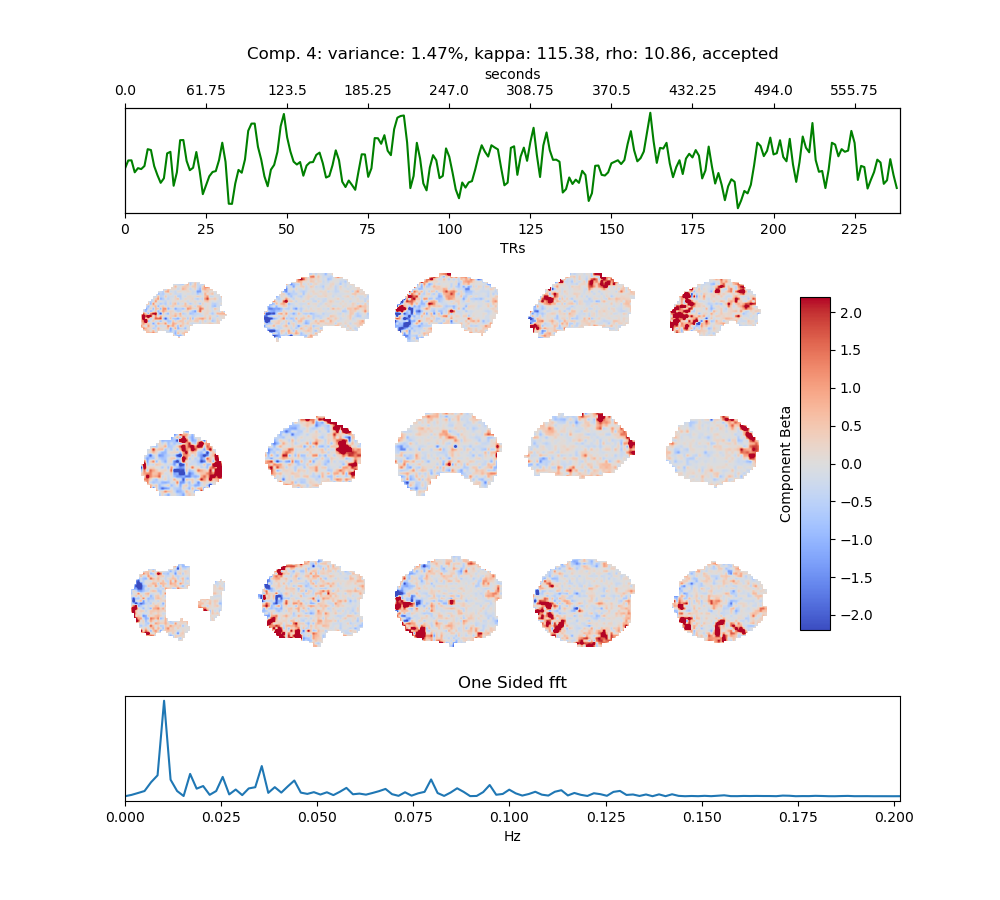 Comp. 4: variance: 1.47%, kappa: 115.38, rho: 10.86, accepted
seconds
0.0 61.75 123.5 185.25 247.0 308.75 370.5 432.25 494.0 555.75
0 25 50 75 100 125 150 175 200 225
TRs
2.0
1.5
1.0
0.5
0.0
−0.5
−1.0
−1.5
−2.0
Component Beta
One Sided fft
0.000 0.025 0.050 0.075 0.100 0.125 0.150 0.175 0.200
Hz